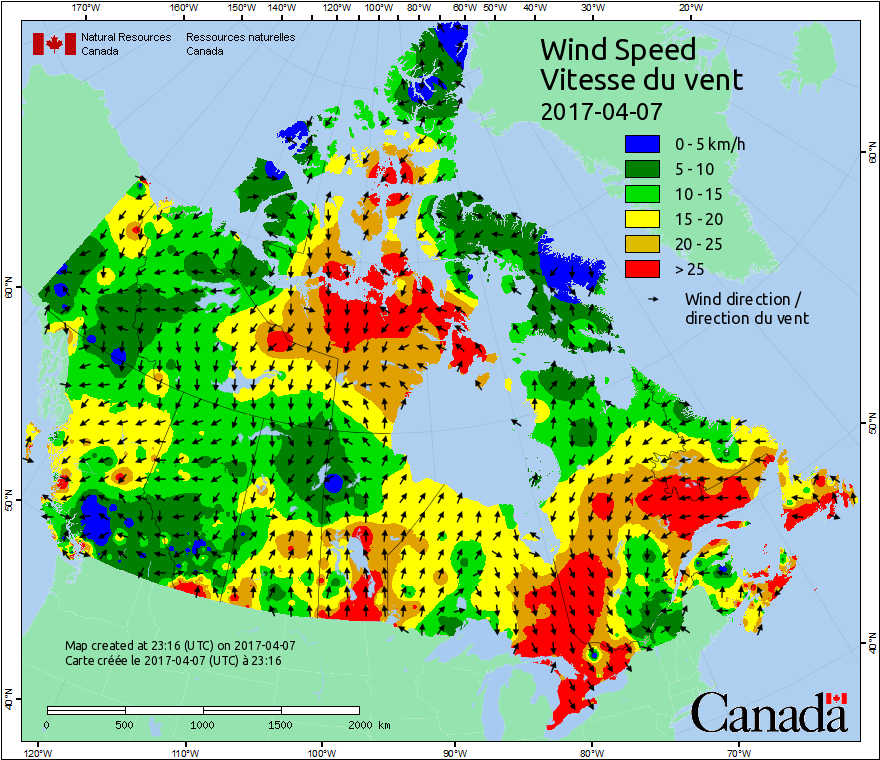 170°W 160°W 150°W 140°W 130°W 120°W 110°W 100°W 80°W 60°W 50°W 40°W 30°W 20°W
Natural Resources Canada
Ressources naturelles Canada
Wind Speed
Vitesse du vent
2017-04-07
0 - 5 km/h
5 - 10
10 - 15
15 - 20
20 - 25
> 25
Wind direction /
direction du vent
60°N
60°N
50°N
50°N
40°N
40°N
Map created at 23:16 (UTC) on 2017-04-07
Carte créée le 2017-04-07 (UTC) à 23:16
0 500 1000 1500 2000 km
Canada
120°W 110°W 100°W 90°W 80°W 70°W